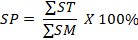 SP = ∑ST / ∑SM X 100%